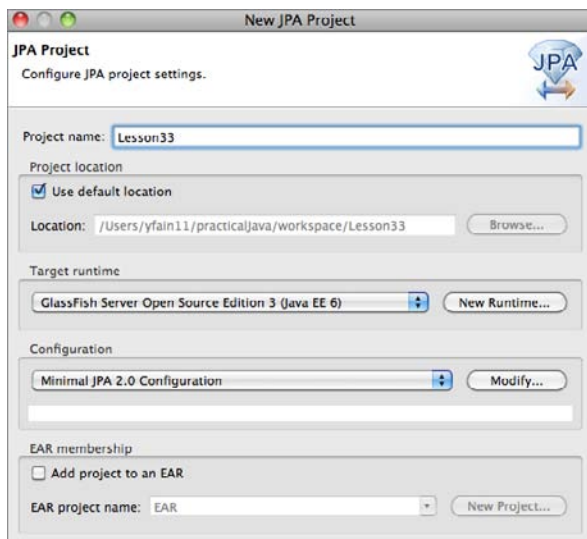 New JPA Project
JPA Project
Configure JPA project settings.
JPA
Project name: Lesson33
Project location
Use default location
Location: /Users/yfain11/practicalJava/workspace/Lesson33 Browse...
Target runtime
GlassFish Server Open Source Edition 3 (Java EE 6) New Runtime...
Configuration
Minimal JPA 2.0 Configuration Modify...
EAR membership
Add project to an EAR
EAR project name: EAR New Project...